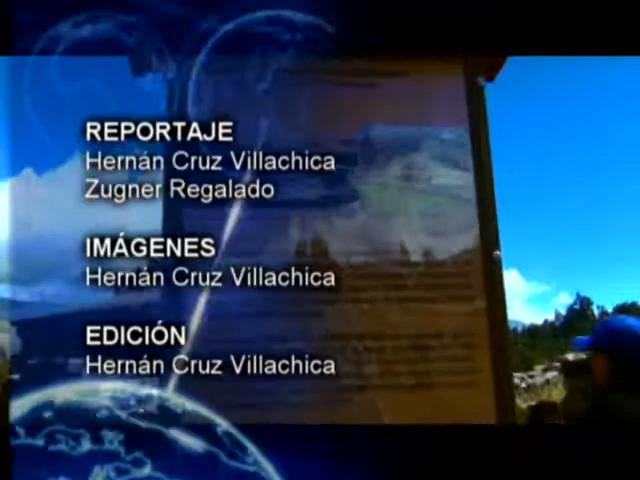 REPORTAJE
Hernán Cruz Villachica
Zugner Regalado
IMÁGENES
Hernán Cruz Villachica
EDICIÓN
Hernán Cruz Villachica